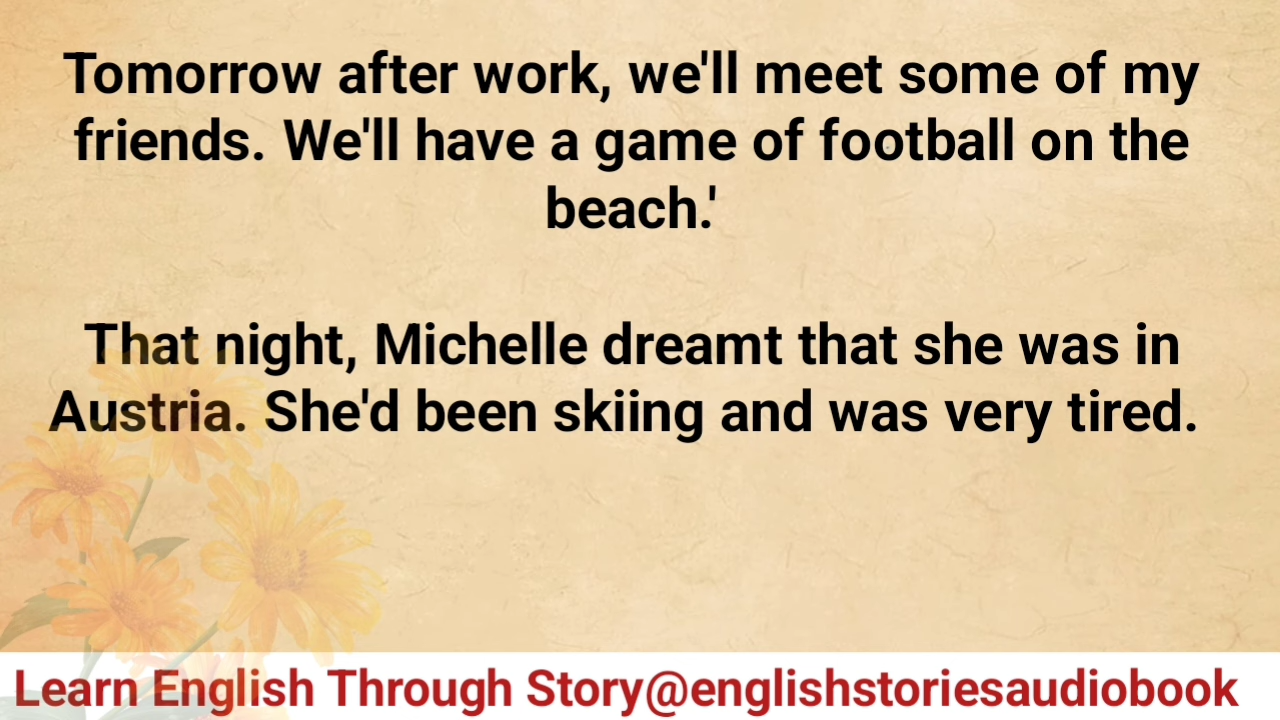 Tomorrow after work, we'll meet some of my
friends. We'll have a game of football on the
beach.'
That night, Michelle dreamt that she was in
Austria. She'd been skiing and was very tired.
Learn English Through Story@englishstoriesaudiobook